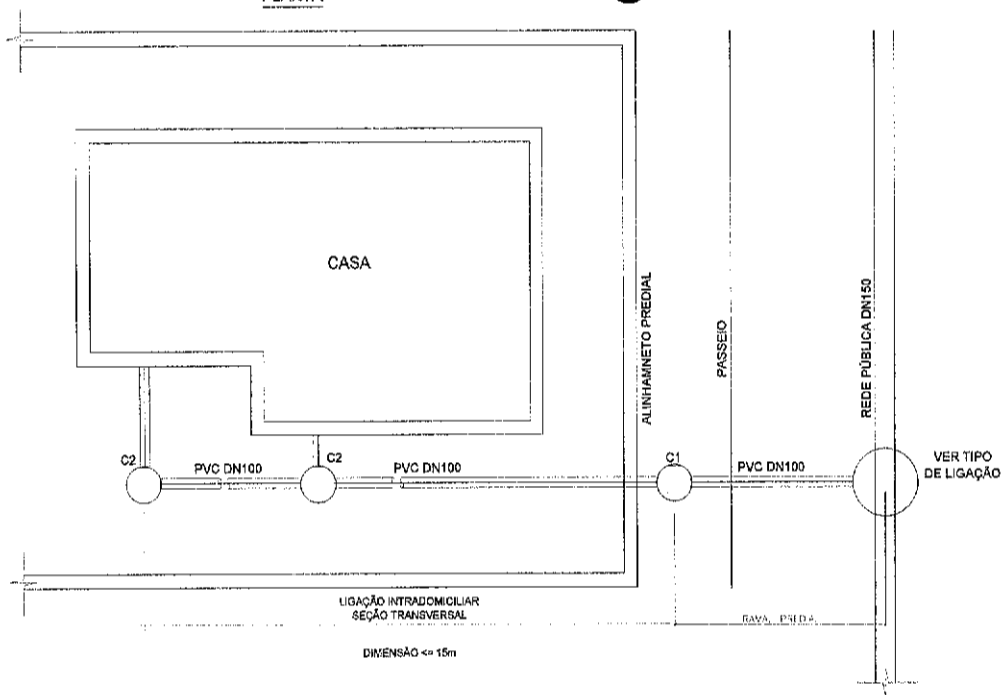 PLANTA
CASA
ALINHAMNETO PREDIAL
PASSEIO
REDE PÚBLICA DN150
C2
PVC DN100
C2
PVC DN100
C1
PVC DN100
VER TIPO
DE LIGAÇÃO
LIGAÇÃO INTRADOMICILIAR
SEÇÃO TRANSVERSAL
DIMENSÃO <= 15m